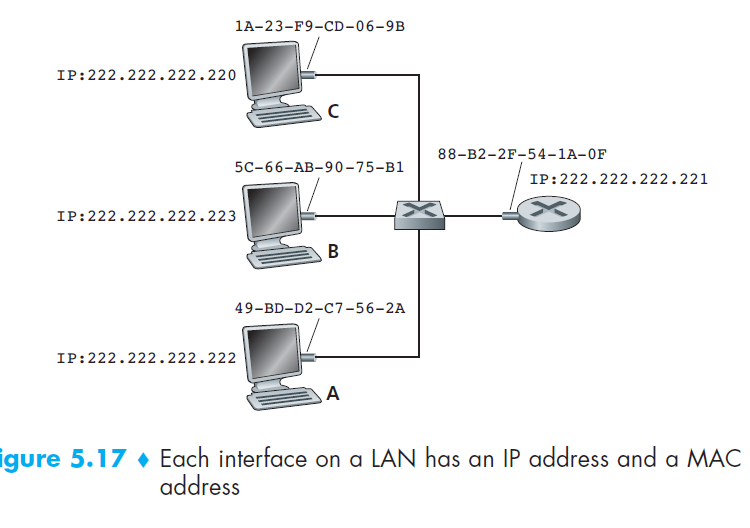 1A-23-F9-CD-06-9B
IP:222.222.222.220
C
88-B2-2F-54-1A-0F
5C-66-AB-90-75-B1
IP:222.222.222.221
IP:222.222.222.223
B
49-BD-D2-C7-56-2A
IP:222.222.222.222
A
igure 5.17 ♦ Each interface on a LAN has an IP address and a MAC
address